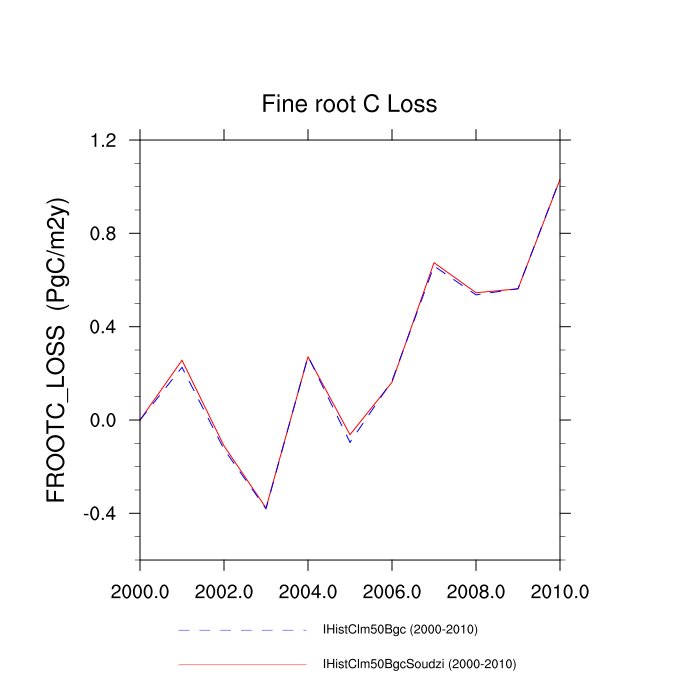 Fine root C Loss
FROOTC_LOSS (PgC/m2y)
1.2
0.8
0.4
0.0
-0.4
2000.0 2002.0 2004.0 2006.0 2008.0 2010.0
IHistClm50Bgc (2000-2010)
IHistClm50BgcSoudzi (2000-2010)